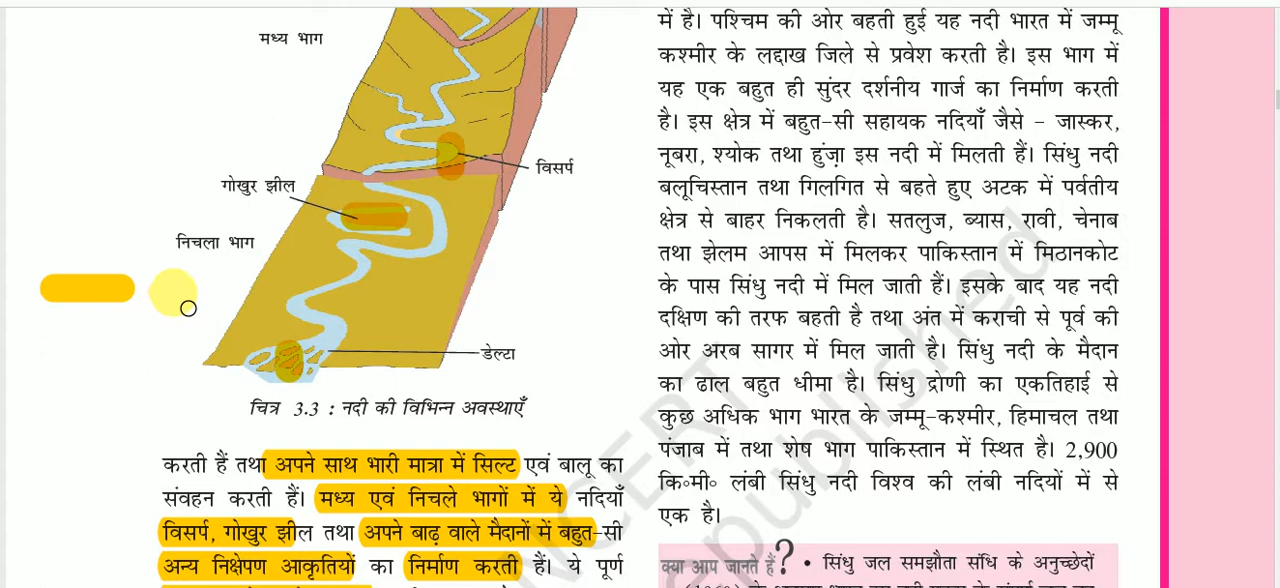 मध्य भाग
विसर्प
गोखुर झील
निचला भाग
डेल्टा
चित्र 3.3 : नदी की विभिन्न अवस्थाएँ
करती हैं तथा अपने साथ भारी मात्रा में सिल्ट एवं बालू का
संवहन करती हैं। मध्य एवं निचले भागों में ये नदियाँ
विसर्प, गोखुर झील तथा अपने बाढ़ वाले मैदानों में बहुत-सी
अन्य निक्षेपण आकृतियों का निर्माण करती हैं। ये पूर्ण
में है। पश्चिम की ओर बहती हुई यह नदी भारत में जम्मू
कश्मीर के लद्दाख जिले से प्रवेश करती है। इस भाग में
यह एक बहुत ही सुंदर दर्शनीय गार्ज का निर्माण करती
है। इस क्षेत्र में बहुत-सी सहायक नदियाँ जैसे - जास्कर,
नूबरा, श्योक तथा हुंज़ा इस नदी में मिलती हैं। सिंधु नदी
बलूचिस्तान तथा गिलगित से बहते हुए अटक में पर्वतीय
क्षेत्र से बाहर निकलती है। सतलुज, ब्यास, रावी, चेनाब
तथा झेलम आपस में मिलकर पाकिस्तान में मिठानकोट
के पास सिंधु नदी में मिल जाती हैं। इसके बाद यह नदी
दक्षिण की तरफ बहती है तथा अंत में कराची से पूर्व की
ओर अरब सागर में मिल जाती है। सिंधु नदी के मैदान
का ढाल बहुत धीमा है। सिंधु द्रोणी का एकतिहाई से
कुछ अधिक भाग भारत के जम्मू-कश्मीर, हिमाचल तथा
पंजाब में तथा शेष भाग पाकिस्तान में स्थित है। 2,900
कि॰मी॰ लंबी सिंधु नदी विश्व की लंबी नदियों में से
एक है।
क्या आप जानते हैं? • सिंधु जल समझौता संधि के अनुच्छेदों